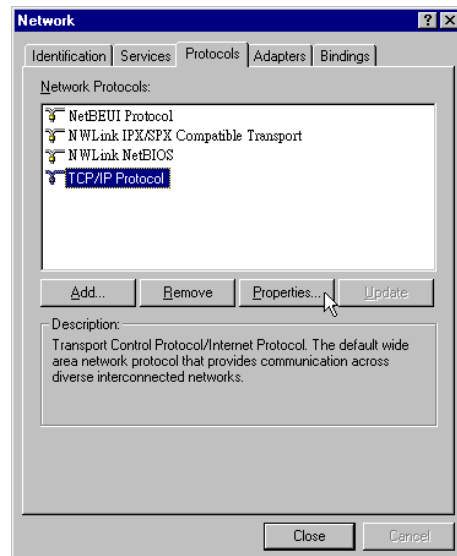 Network
Identification Services Protocols Adapters Bindings
Network Protocols:
NetBEUI Protocol
NWLink IPX/SPX Compatible Transport
NWLink NetBIOS
TCP/IP Protocol
Add... Remove Properties... Update
Description:
Transport Control Protocol/Internet Protocol. The default wide
area network protocol that provides communication across
diverse interconnected networks.
Close Cancel